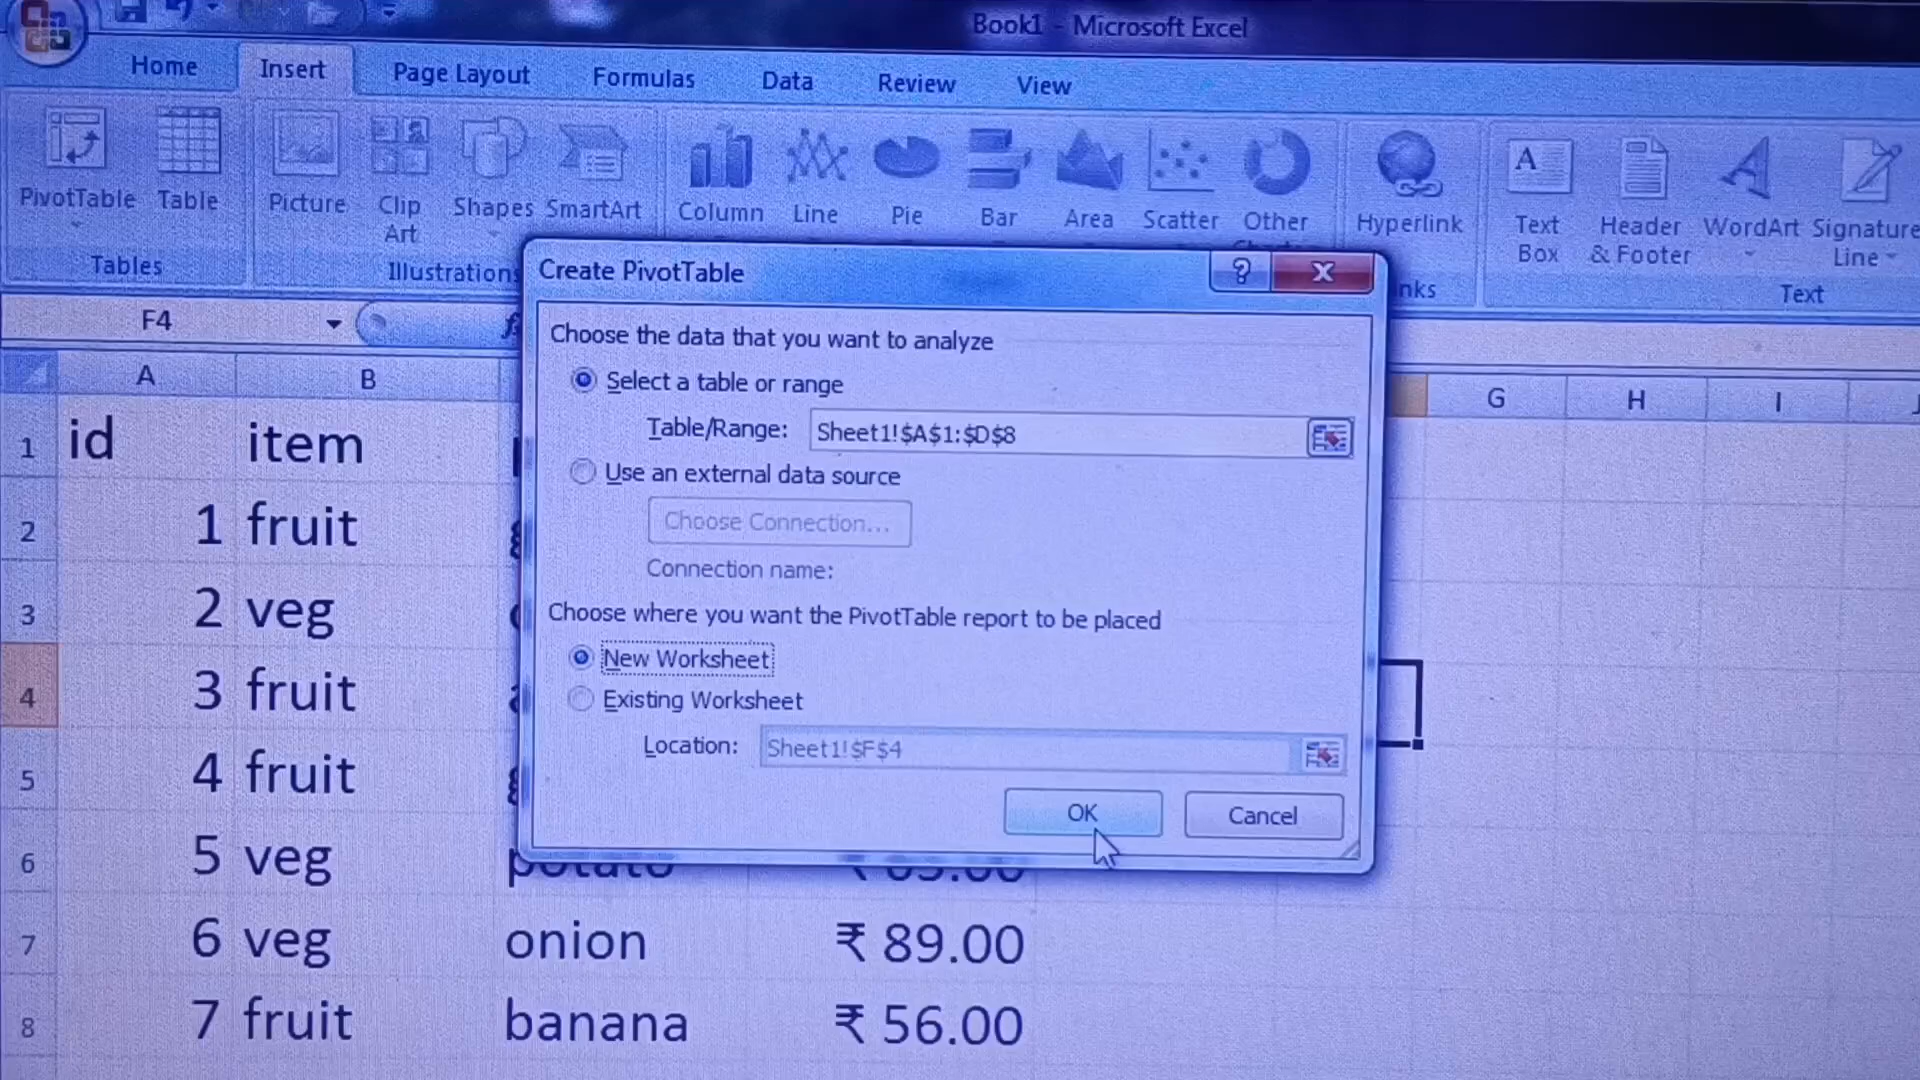 Book1 - Microsoft Excel
Home Insert Page Layout Formulas Data Review View
PivotTable Table Picture Clip Art Shapes SmartArt Column Line Pie Bar Area Scatter Other Hyperlink Text Box Header & Footer WordArt Signature Line
Tables Illustrations Text
F4
Create PivotTable ? X
Choose the data that you want to analyze
Select a table or range
Table/Range: Sheet1!$A$1:$D$8
Use an external data source
Choose Connection...
Connection name:
Choose where you want the PivotTable report to be placed
New Worksheet
Existing Worksheet
Location: Sheet1!$F$4
OK Cancel
A B G H I
1 id item
2 1 fruit
3 2 veg
4 3 fruit
5 4 fruit
6 5 veg potato
7 6 veg onion ₹ 89.00
8 7 fruit banana ₹ 56.00